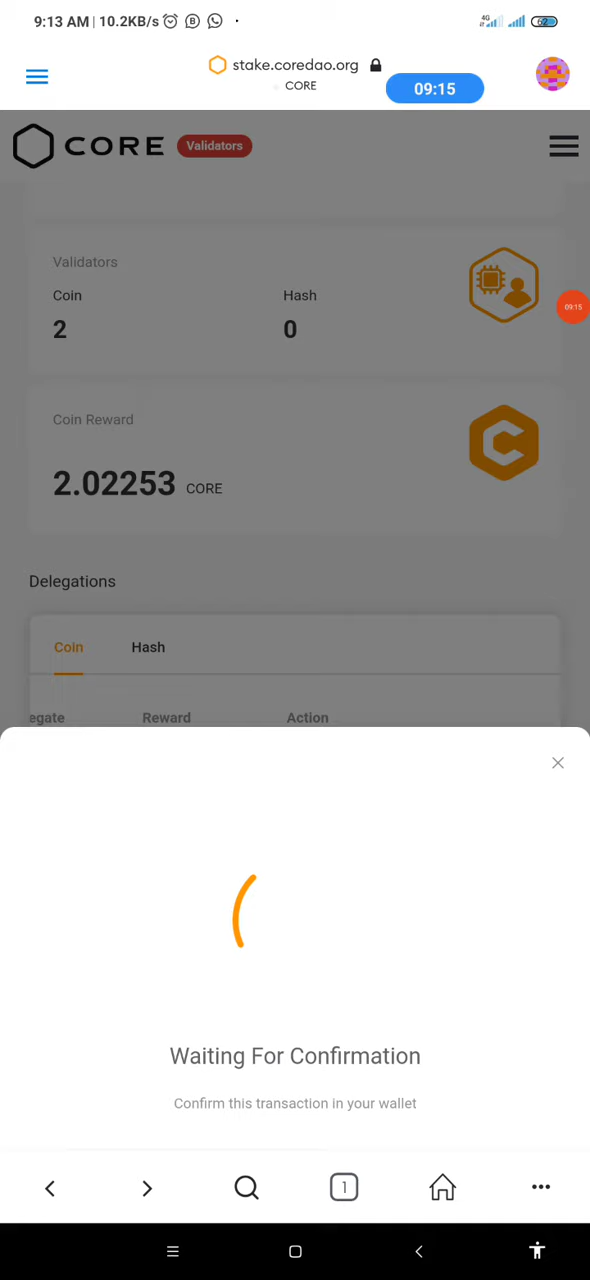 9:13 AM | 10.2KB/s
4G
62
stake.coredao.org
CORE
09:15
CORE
Validators
Validators
Coin
Hash
2
0
09:15
Coin Reward
2.02253 CORE
Delegations
Coin
Hash
egate
Reward
Action
Waiting For Confirmation
Confirm this transaction in your wallet
1